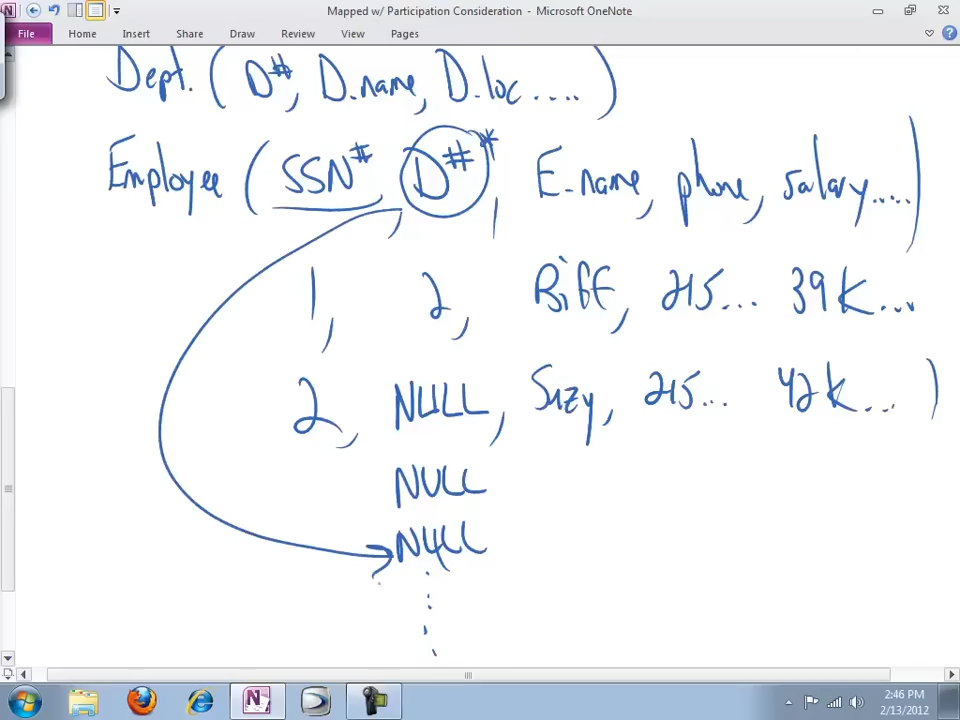 Mapped w/ Participation Consideration - Microsoft OneNote
File Home Insert Share Draw Review View Pages
Dept. ( D#, D.name, D.loc .... )
Employee ( SSN#, D#*, E-name, phone, salary..... )
1, 2, Biff, 215... 39K...
2, NULL, Suzy, 215... 42K... )
NULL
NULL
2:46 PM
2/13/2012